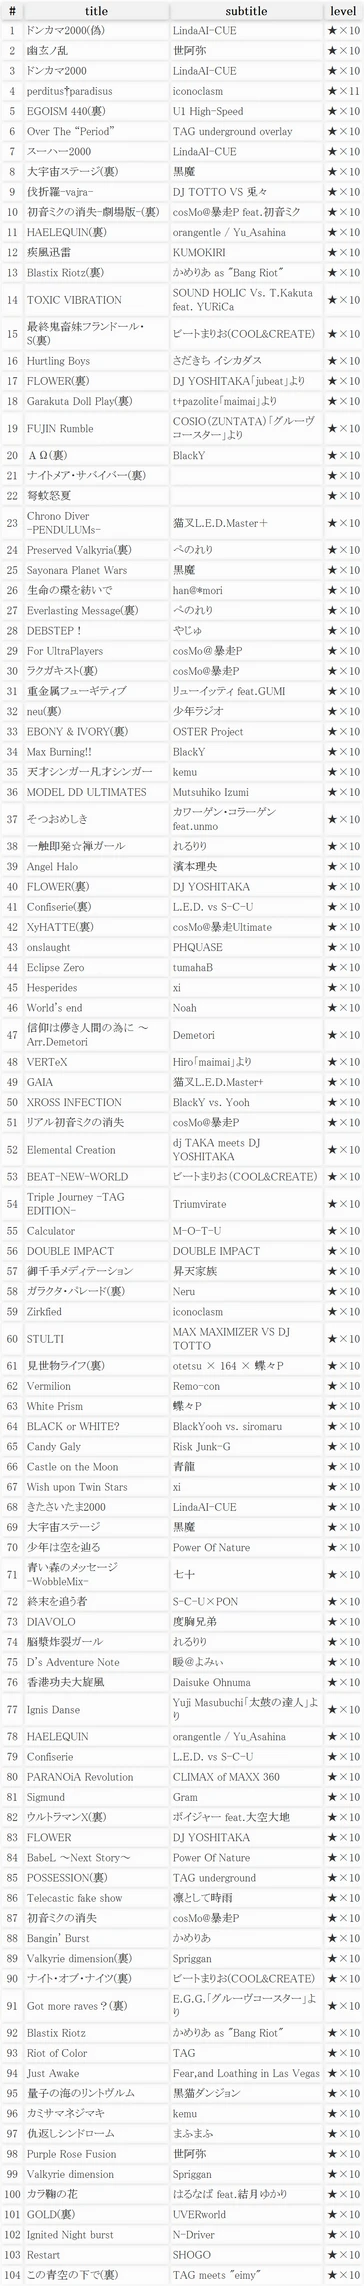 # title subtitle level
1 ドンカマ2000(偽) LindaAI-CUE ★×10
2 幽玄ノ乱 世阿弥 ★×10
3 ドンカマ2000 LindaAI-CUE ★×10
4 perditus†paradisus iconoclasm ★×11
5 EGOISM 440(裏) U1 High-Speed ★×10
6 Over The “Period” TAG underground overlay ★×10
7 スーハー2000 LindaAI-CUE ★×10
8 大宇宙ステージ(裏) 黒魔 ★×10
9 伐折羅-vajra- DJ TOTTO VS 兎々 ★×10
10 初音ミクの消失-劇場版-(裏) cosMo@暴走P feat.初音ミク ★×10
11 HAELEQUIN(裏) orangentle / Yu_Asahina ★×10
12 疾風迅雷 KUMOKIRI ★×10
13 Blastix Riotz(裏) かめりあ as "Bang Riot" ★×10
14 TOXIC VIBRATION SOUND HOLIC Vs. T.Kakuta
feat. YURiCa ★×10
15 最終鬼畜妹フランドール・
S(裏) ビートまりお(COOL&CREATE) ★×10
16 Hurtling Boys さだきち イシカダス ★×10
17 FLOWER(裏) DJ YOSHITAKA「jubeat」より ★×10
18 Garakuta Doll Play(裏) t+pazolite「maimai」より ★×10
19 FUJIN Rumble COSIO(ZUNTATA)「グルーヴ
コースター」より ★×10
20 ΑΩ(裏) BlackY ★×10
21 ナイトメア・サバイバー(裏) ★×10
22 弩蚊怒夏 ★×10
23 Chrono Diver
-PENDULUMs- 猫叉L.E.D.Master＋ ★×10
24 Preserved Valkyria(裏) ぺのれり ★×10
25 Sayonara Planet Wars 黒魔 ★×10
26 生命の環を紡いで han@*mori ★×10
27 Everlasting Message(裏) ぺのれり ★×10
28 DEBSTEP！ やじゅ ★×10
29 For UltraPlayers cosMo＠暴走P ★×10
30 ラクガキスト(裏) cosMo＠暴走P ★×10
31 重金属フューギティブ リューイッティ feat.GUMI ★×10
32 neu(裏) 少年ラジオ ★×10
33 EBONY & IVORY(裏) OSTER Project ★×10
34 Max Burning!! BlackY ★×10
35 天才シンガー凡才シンガー kemu ★×10
36 MODEL DD ULTIMATES Mutsuhiko Izumi ★×10
37 そつおめしき カワーゲン・コラーゲン
feat.unmo ★×10
38 一触即発☆禅ガール れるりり ★×10
39 Angel Halo 濱本理央 ★×10
40 FLOWER(裏) DJ YOSHITAKA ★×10
41 Confiserie(裏) L.E.D. vs S-C-U ★×10
42 XyHATTE(裏) cosMo@暴走Ultimate ★×10
43 onslaught PHQUASE ★×10
44 Eclipse Zero tumahaB ★×10
45 Hesperides xi ★×10
46 World's end Noah ★×10
47 信仰は儚き人間の為に ～
Arr.Demetori Demetori ★×10
48 VERTeX Hiro「maimai」より ★×10
49 GAIA 猫叉L.E.D.Master+ ★×10
50 XROSS INFECTION BlackY vs. Yooh ★×10
51 リアル初音ミクの消失 cosMo@暴走P ★×10
52 Elemental Creation dj TAKA meets DJ
YOSHITAKA ★×10
53 BEAT-NEW-WORLD ビートまりお（COOL&CREATE） ★×10
54 Triple Journey -TAG
EDITION- Triumvirate ★×10
55 Calculator M-O-T-U ★×10
56 DOUBLE IMPACT DOUBLE IMPACT ★×10
57 御千手メディテーション 昇天家族 ★×10
58 ガラクタ・パレード(裏) Neru ★×10
59 Zirkfied iconoclasm ★×10
60 STULTI MAX MAXIMIZER VS DJ
TOTTO ★×10
61 見世物ライフ(裏) otetsu × 164 × 蝶々P ★×10
62 Vermilion Remo-con ★×10
63 White Prism 蝶々P ★×10
64 BLACK or WHITE? BlackYooh vs. siromaru ★×10
65 Candy Galy Risk Junk-G ★×10
66 Castle on the Moon 青龍 ★×10
67 Wish upon Twin Stars xi ★×10
68 きたさいたま2000 LindaAI-CUE ★×10
69 大宇宙ステージ 黒魔 ★×10
70 少年は空を辿る Power Of Nature ★×10
71 青い森のメッセージ
-WobbleMix- 七十 ★×10
72 終末を追う者 S-C-U×PON ★×10
73 DIAVOLO 度胸兄弟 ★×10
74 脳漿炸裂ガール れるりり ★×10
75 D's Adventure Note 暖@よみぃ ★×10
76 香港功夫大旋風 Daisuke Ohnuma ★×10
77 Ignis Danse Yuji Masubuchi「太鼓の達人」よ
り ★×10
78 HAELEQUIN orangentle / Yu_Asahina ★×10
79 Confiserie L.E.D. vs S-C-U ★×10
80 PARANOiA Revolution CLIMAX of MAXX 360 ★×10
81 Sigmund Gram ★×10
82 ウルトラマンX(裏) ボイジャー feat.大空大地 ★×10
83 FLOWER DJ YOSHITAKA ★×10
84 BabeL ～Next Story～ Power Of Nature ★×10
85 POSSESSION(裏) TAG underground ★×10
86 Telecastic fake show 凛として時雨 ★×10
87 初音ミクの消失 cosMo@暴走P ★×10
88 Bangin' Burst かめりあ ★×10
89 Valkyrie dimension(裏) Spriggan ★×10
90 ナイト・オブ・ナイツ(裏) ビートまりお(COOL&CREATE) ★×10
91 Got more raves？(裏) E.G.G.「グルーヴコースター」よ
り ★×10
92 Blastix Riotz かめりあ as "Bang Riot" ★×10
93 Riot of Color TAG ★×10
94 Just Awake Fear,and Loathing in Las Vegas ★×10
95 量子の海のリントヴルム 黒猫ダンジョン ★×10
96 カミサマネジマキ kemu ★×10
97 仇返しシンドローム まふまふ ★×10
98 Purple Rose Fusion 世阿弥 ★×10
99 Valkyrie dimension Spriggan ★×10
100 カラ鞠の花 はるなば feat.結月ゆかり ★×10
101 GOLD(裏) UVERworld ★×10
102 Ignited Night burst N-Driver ★×10
103 Restart SHOGO ★×10
104 この青空の下で(裏) TAG meets "eimy" ★×10